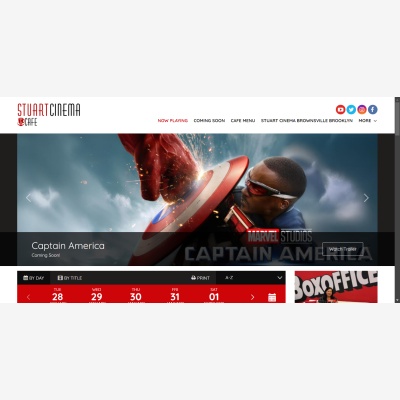 STUARTCINEMA
& CAFE
NOW PLAYING COMING SOON CAFE MENU STUART CINEMA BROWNSVILLE BROOKLYN MORE
MARVEL STUDIOS
CAPTAIN AMERICA
Captain America
Coming Soon!
Watch Trailer
BY DAY BY TITLE PRINT A-Z
TUE WED THU FRI SAT
28 29 30 31 01
BOXOFFICE